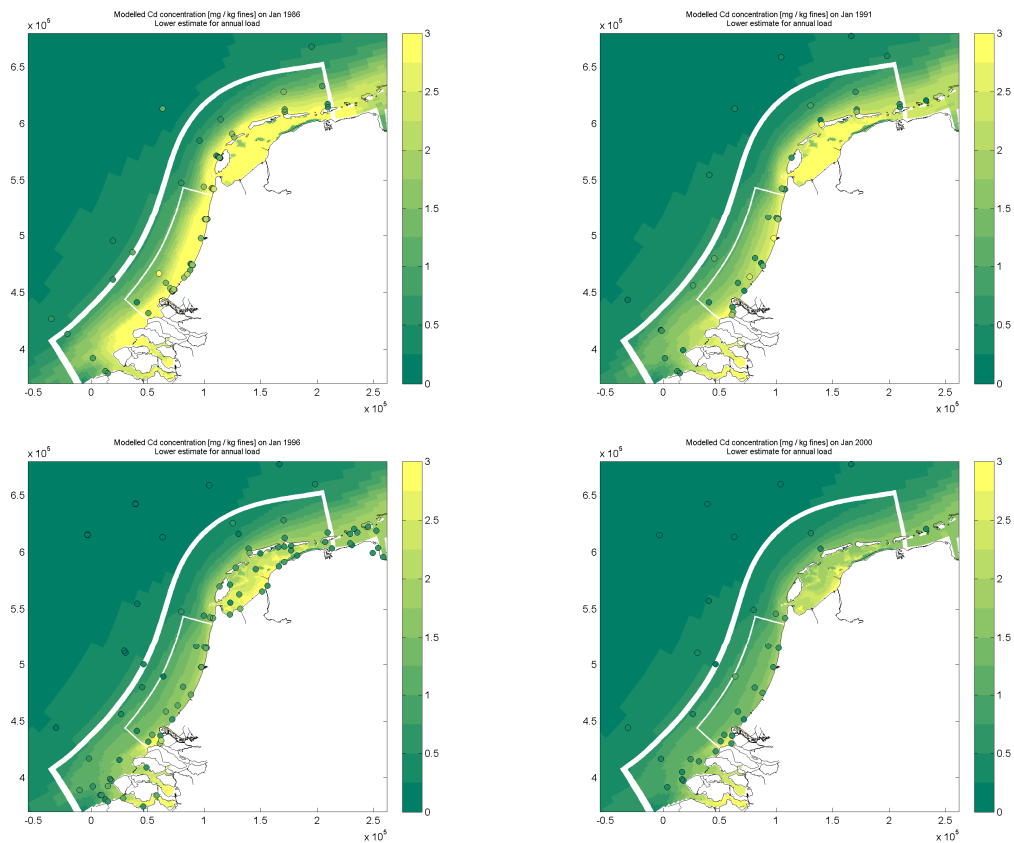 Modelled Cd concentration [mg / kg fines] on Jan 1986
Lower estimate for annual load
x 10^5
6.5
6
5.5
5
4.5
4
-0.5 0 0.5 1 1.5 2 2.5
x 10^5
3
2.5
2
1.5
1
0.5
0
Modelled Cd concentration [mg / kg fines] on Jan 1991
Lower estimate for annual load
x 10^5
6.5
6
5.5
5
4.5
4
-0.5 0 0.5 1 1.5 2 2.5
x 10^5
3
2.5
2
1.5
1
0.5
0
Modelled Cd concentration [mg / kg fines] on Jan 1996
Lower estimate for annual load
x 10^5
6.5
6
5.5
5
4.5
4
-0.5 0 0.5 1 1.5 2 2.5
x 10^5
3
2.5
2
1.5
1
0.5
0
Modelled Cd concentration [mg / kg fines] on Jan 2000
Lower estimate for annual load
x 10^5
6.5
6
5.5
5
4.5
4
-0.5 0 0.5 1 1.5 2 2.5
x 10^5
3
2.5
2
1.5
1
0.5
0